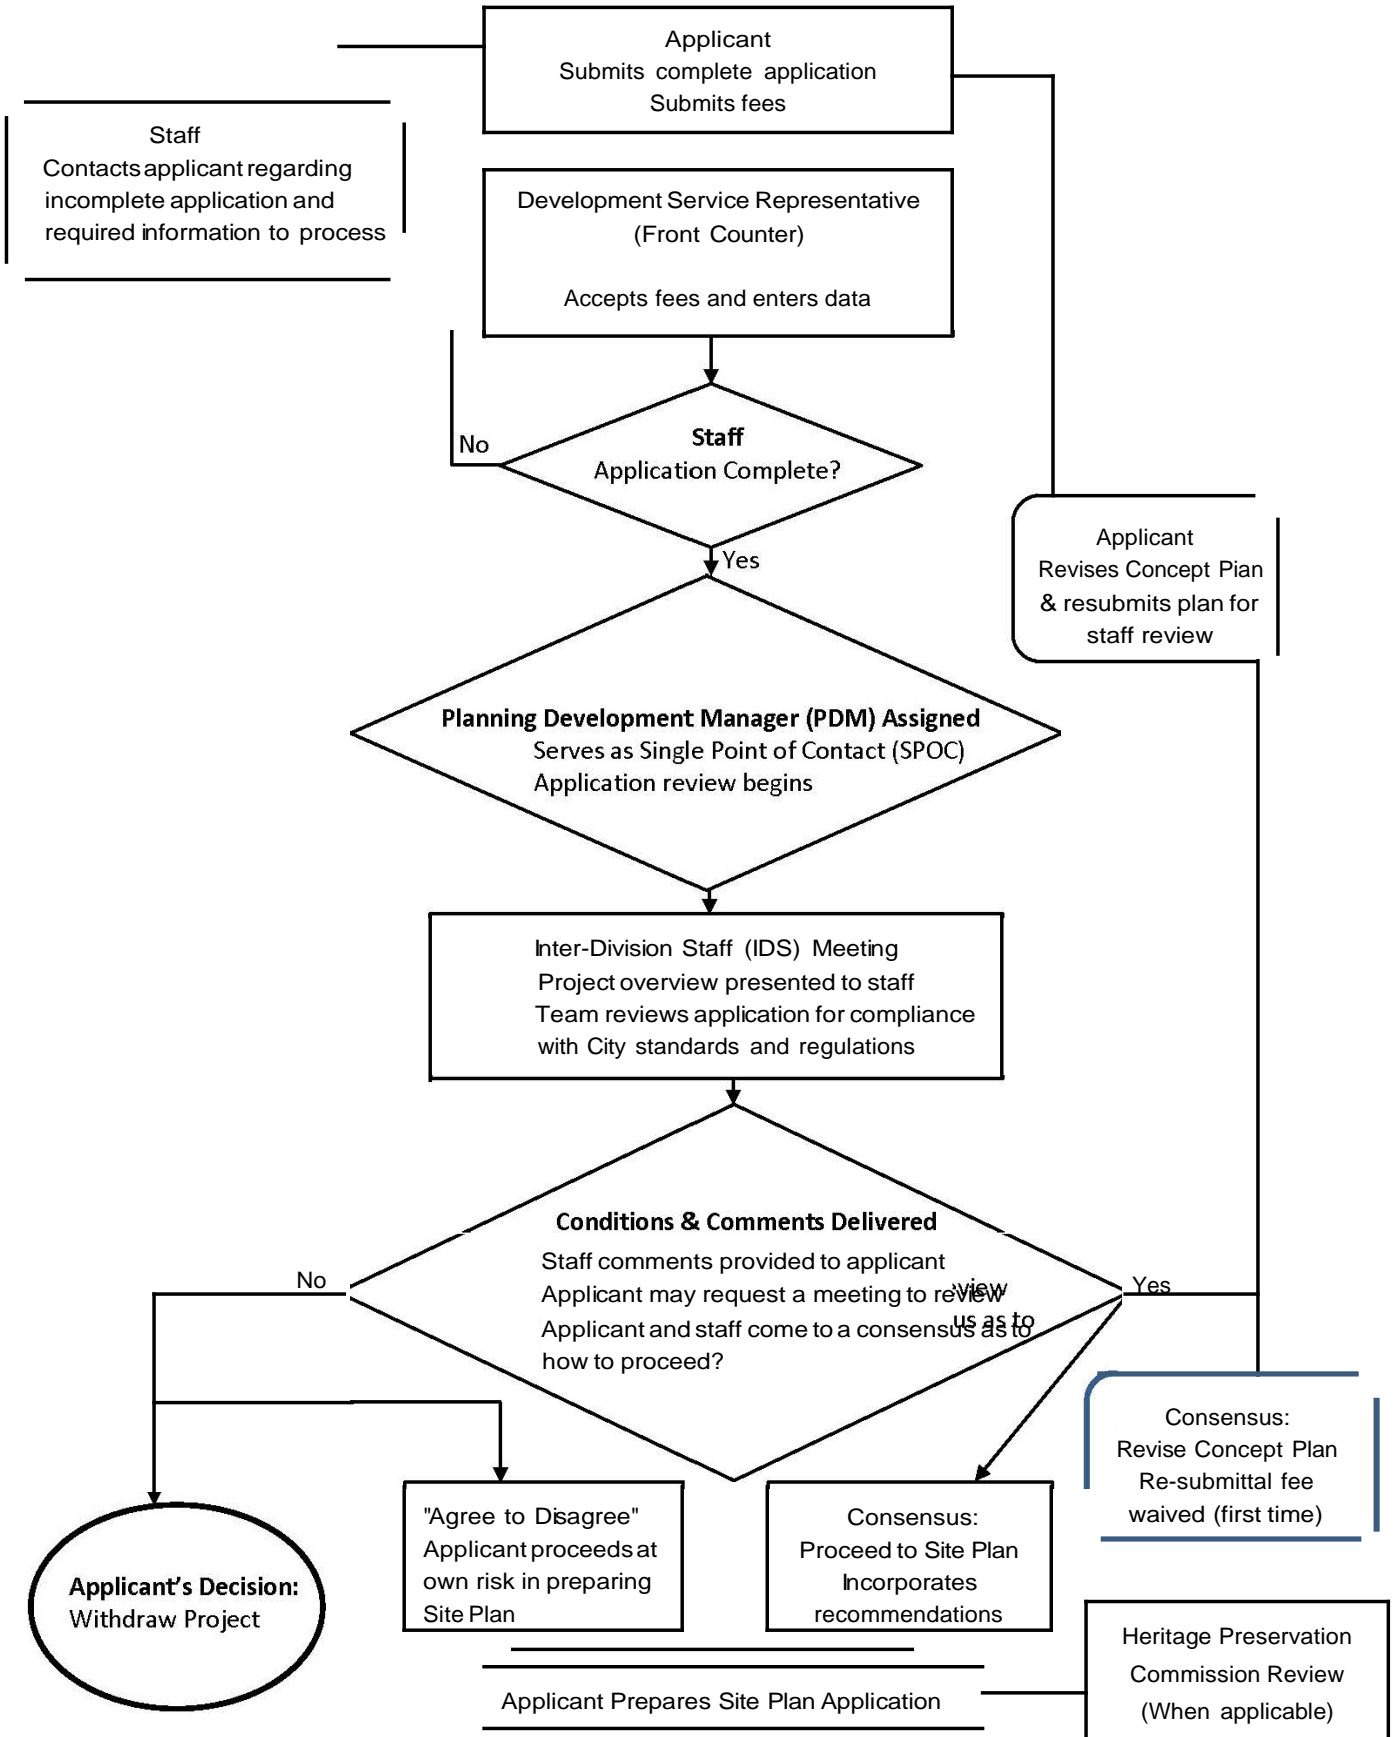 Applicant
Submits complete application
Submits fees
Staff
Contacts applicant regarding
incomplete application and
required information to process
Development Service Representative
(Front Counter)
Accepts fees and enters data
No
Staff
Application Complete?
Yes
Applicant
Revises Concept Plan
& resubmits plan for
staff review
Planning Development Manager (PDM) Assigned
Serves as Single Point of Contact (SPOC)
Application review begins
Inter-Division Staff (IDS) Meeting
Project overview presented to staff
Team reviews application for compliance
with City standards and regulations
Conditions & Comments Delivered
Staff comments provided to applicant
Applicant may request a meeting to review
Applicant and staff come to a consensus as to
how to proceed?
No
Yes
us as to
Applicant's Decision:
Withdraw Project
"Agree to Disagree"
Applicant proceeds at
own risk in preparing
Site Plan
Consensus:
Proceed to Site Plan
Incorporates
recommendations
Consensus:
Revise Concept Plan
Re-submittal fee
waived (first time)
Applicant Prepares Site Plan Application
Heritage Preservation
Commission Review
(When applicable)